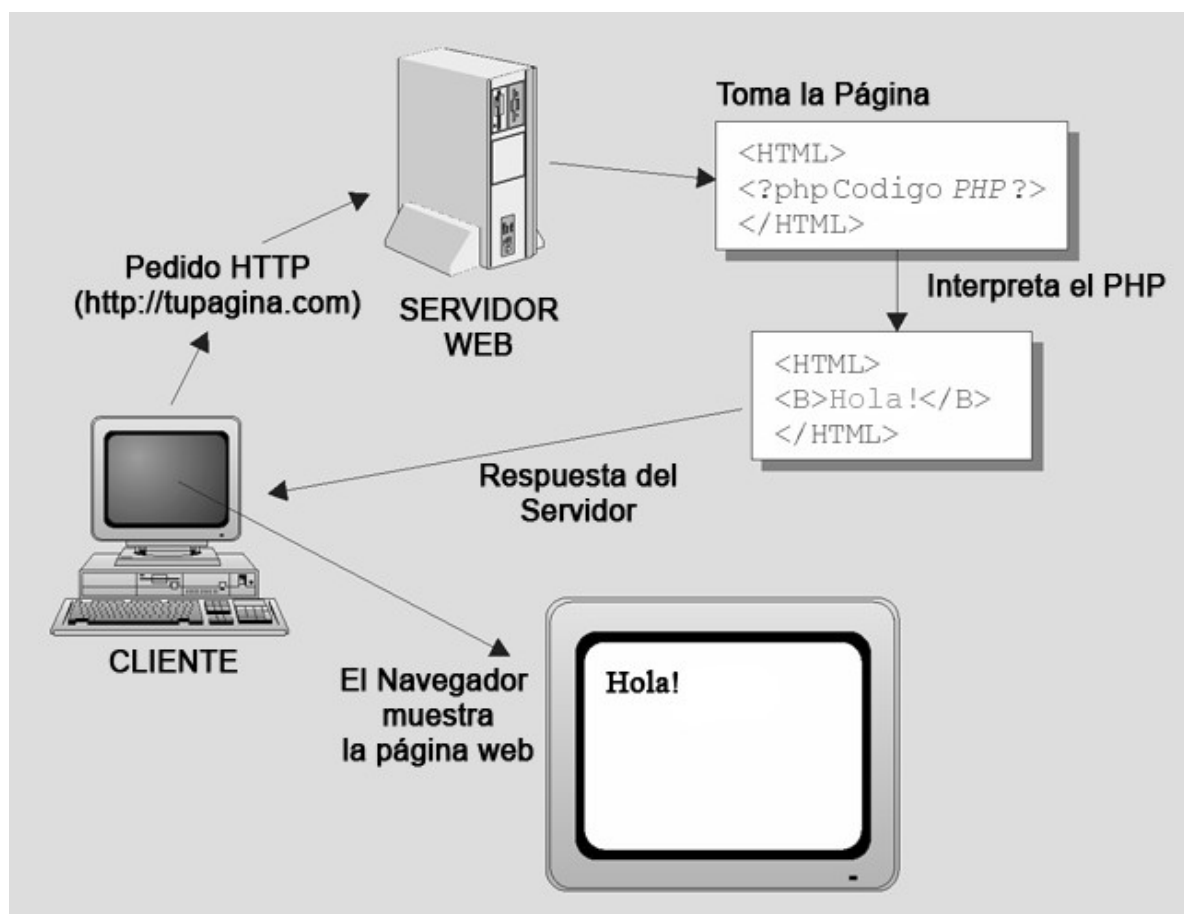 Toma la Página
<HTML>
<?php Codigo PHP ?>
</HTML>
Pedido HTTP
(http://tupagina.com)
SERVIDOR
WEB
Interpreta el PHP
<HTML>
<B>Hola!</B>
</HTML>
Respuesta del
Servidor
CLIENTE
El Navegador
muestra
la página web
Hola!